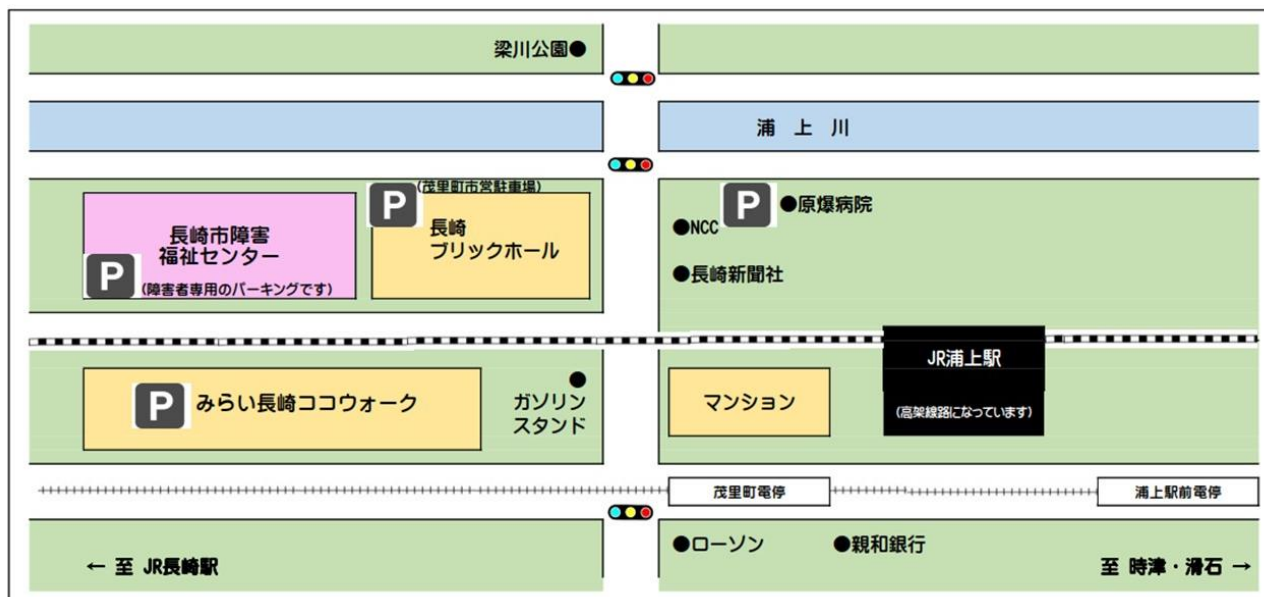 梁川公園●
浦上川
P
(茂里町市営駐車場)
長崎
ブリックホール
長崎市障害
福祉センター
P
(障害者専用のパーキングです)
P
●原爆病院
●NCC
●長崎新聞社
JR浦上駅
(高架線路になっています)
P
みらい長崎ココウォーク
●
ガソリン
スタンド
マンション
茂里町電停
浦上駅前電停
●ローソン
●親和銀行
← 至 JR長崎駅
至 時津・滑石 →